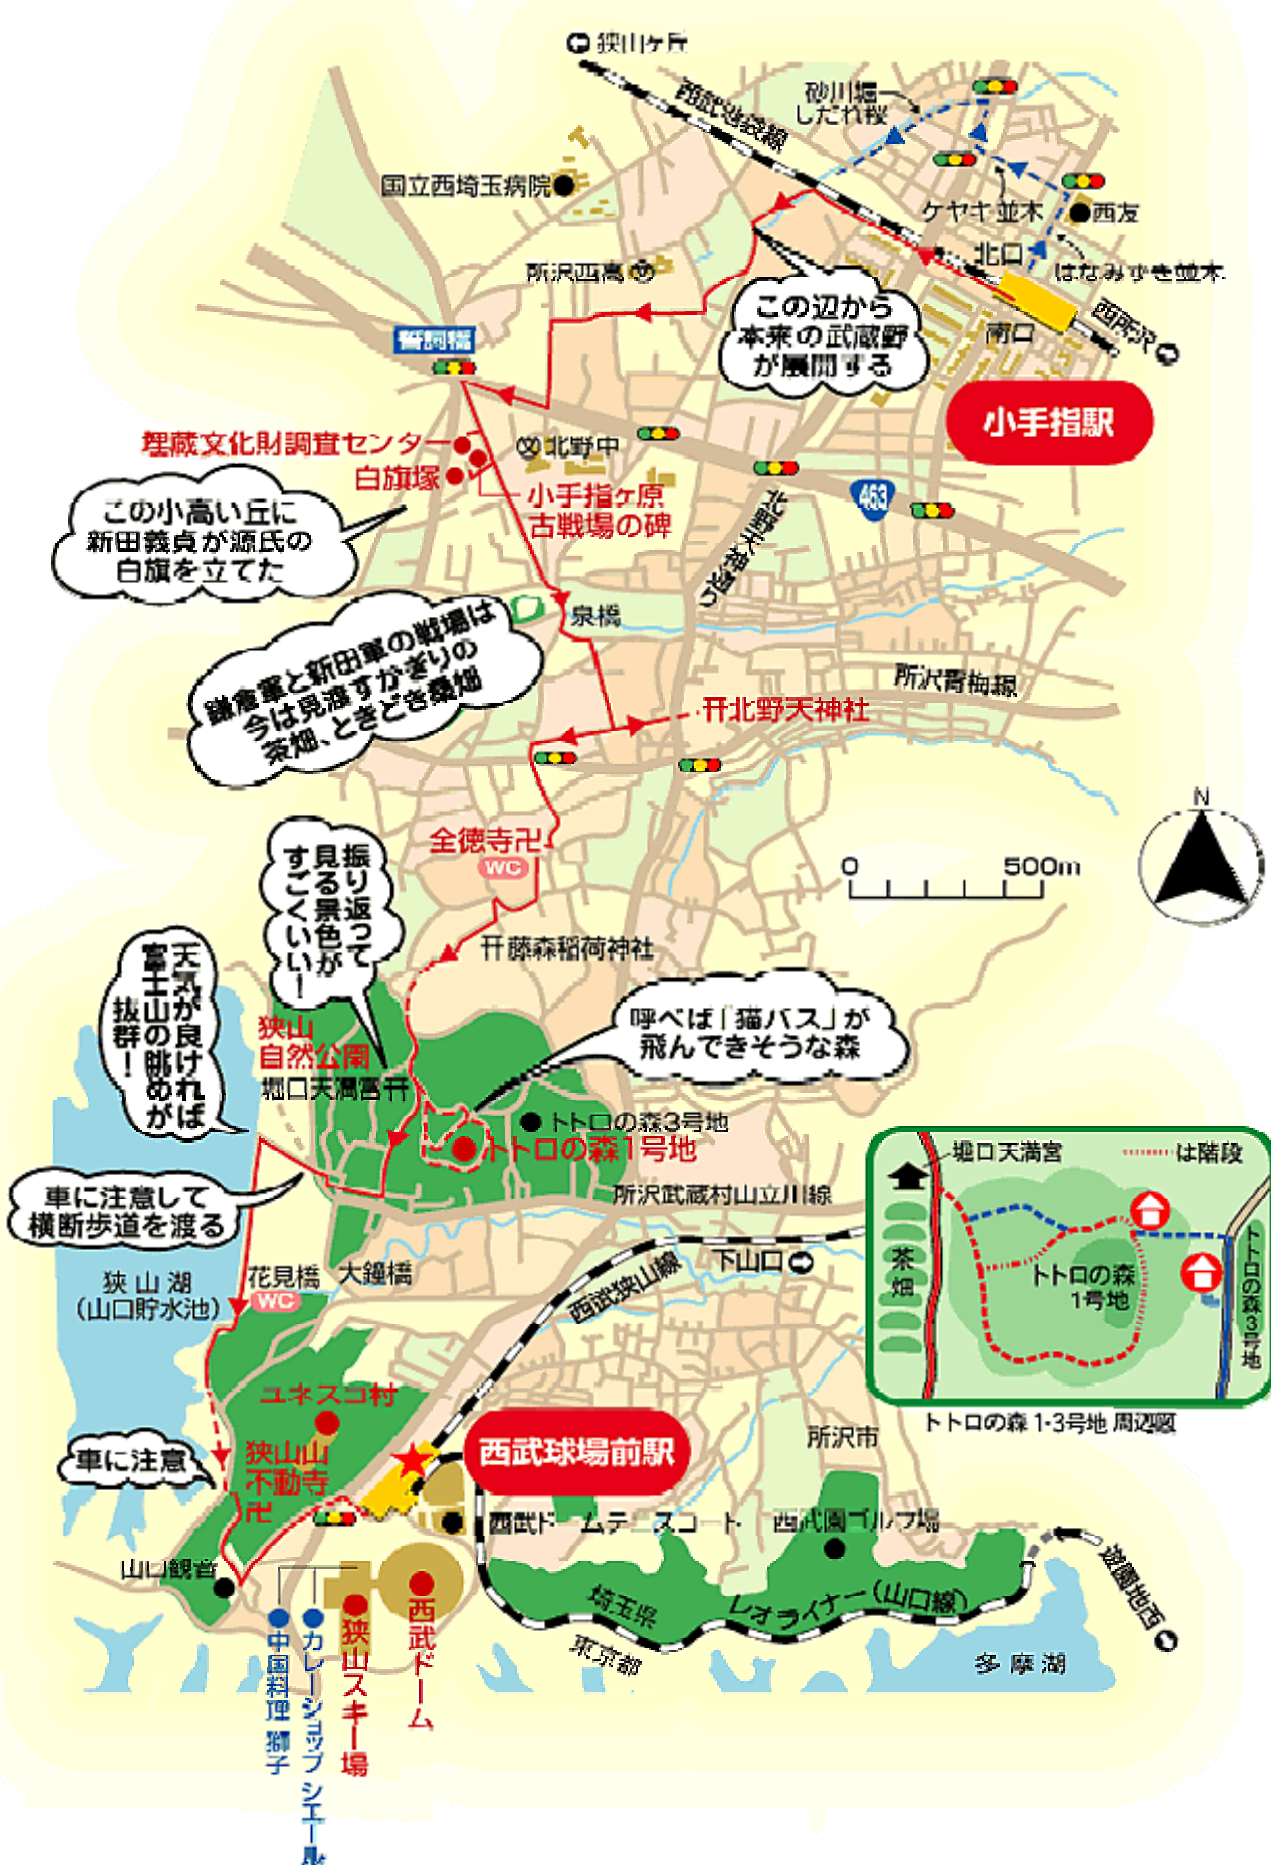 狭山ヶ丘
西武池袋線
砂川堀
しだれ桜
国立西埼玉病院
ケヤキ並木
西友
北口
はなみずき並木
所沢西高
西所沢
この辺から
本来の武蔵野
が展開する
南口
誓詞橋
小手指駅
埋蔵文化財調査センター
北野中
白旗塚
小手指ヶ原
古戦場の碑
463
この小高い丘に
新田義貞が源氏の
白旗を立てた
北野天神通り
泉橋
鎌倉軍と新田軍の戦場は
今は見渡すかぎりの
茶畑、ときどき桑畑
所沢青梅線
北野天神社
N
全徳寺卍
WC
0 500m
振り返って
見る景色が
すごくいい!
藤森稲荷神社
天気が良ければ
富士山の眺めが
抜群!
狭山
自然公園
堀口天満宮
呼べば「猫バス」が
飛んできそうな森
トトロの森3号地
トトロの森1号地
車に注意して
横断歩道を渡る
所沢武蔵村山立川線
堀口天満宮
は階段
茶畑
トトロの森
1号地
トトロの森3号地
トトロの森 1・3号地 周辺図
下山口
西武狭山線
狭山湖
(山口貯水池)
花見橋
WC
大鐘橋
ユネスコ村
狭山山
不動寺
卍
西武球場前駅
所沢市
車に注意
西武ドームテニスコート
西武園ゴルフ場
山口観音
埼玉県
東京都
レオライナー(山口線)
遊園地西
多摩湖
中国料理 獅子
カレーショップ シエール
狭山スキー場
西武ドーム